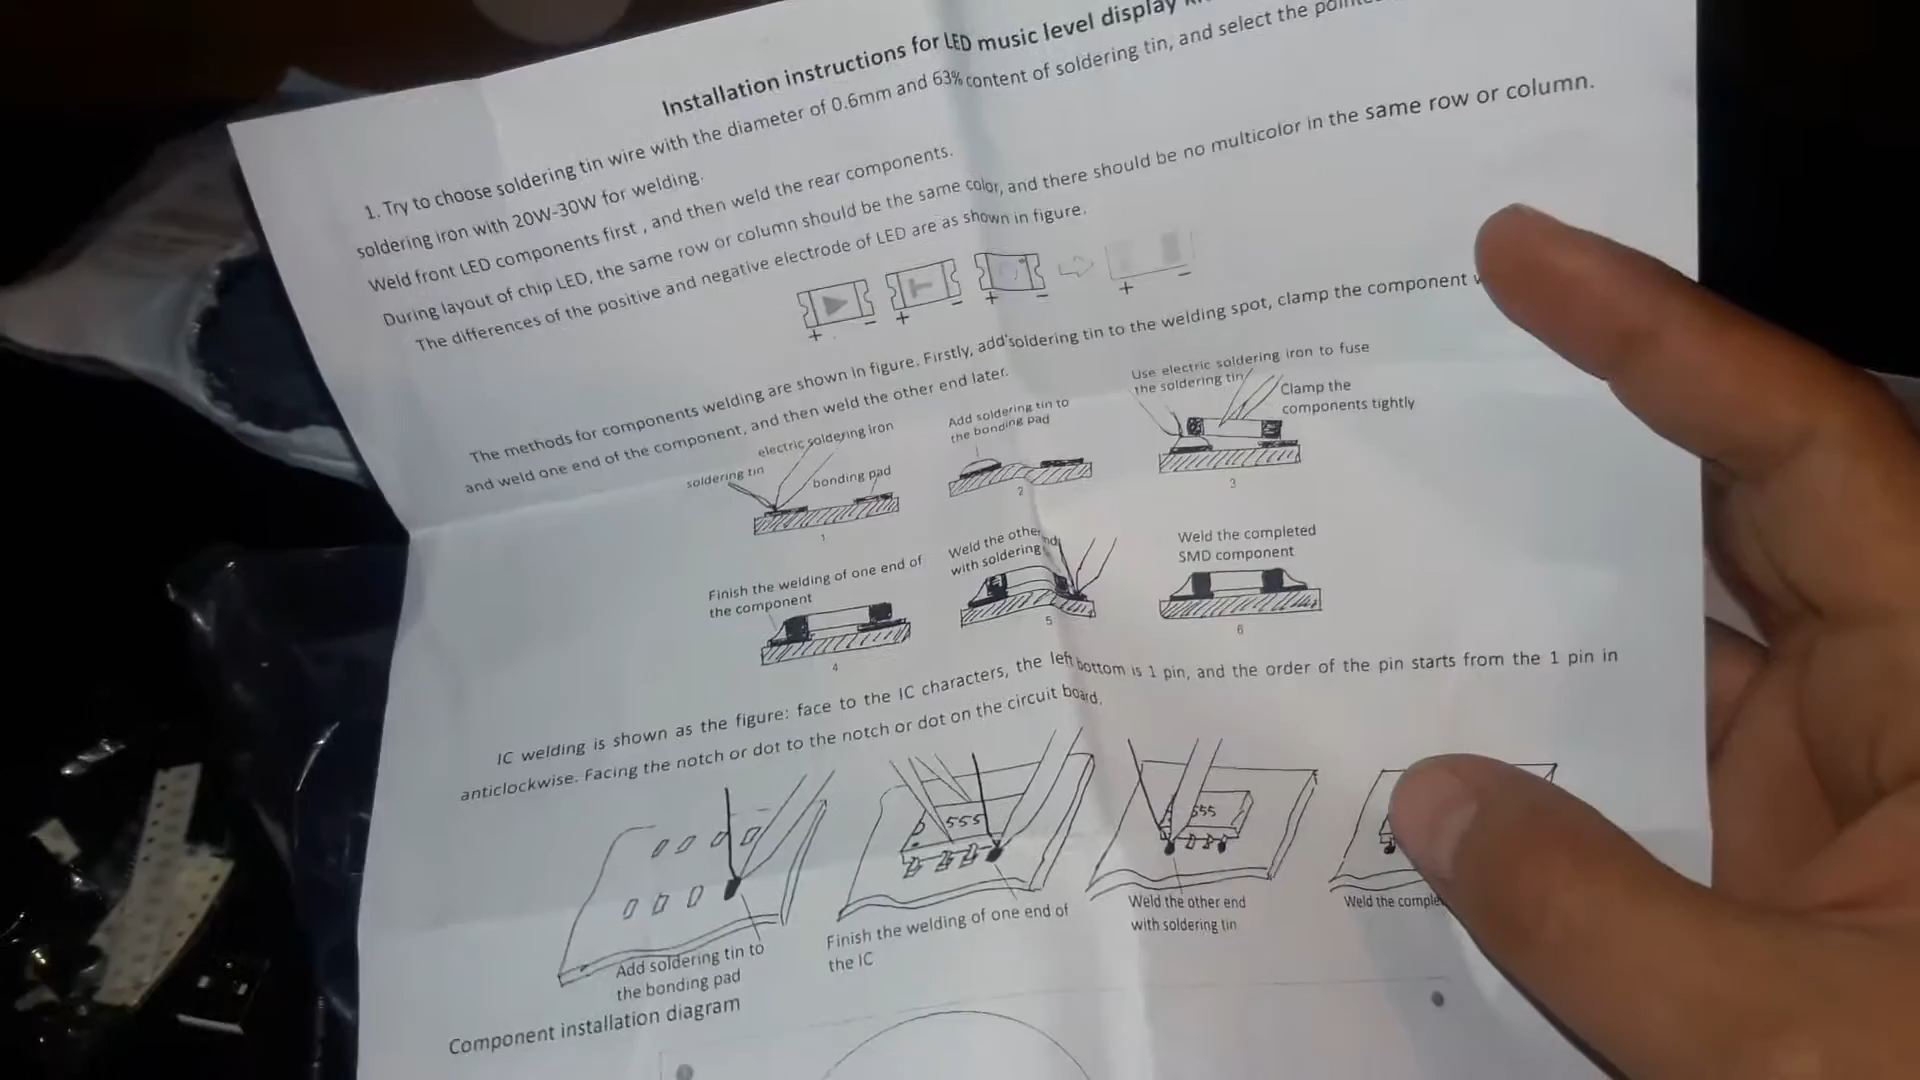 Installation instructions for LED music level display
1. Try to choose soldering tin wire with the diameter of 0.6mm and 63% content of soldering tin, and select the
soldering iron with 20W-30W for welding.
Weld front LED components first , and then weld the rear components.
During layout of chip LED, the same row or column should be the same color, and there should be no multicolor in the same row or column.
The differences of the positive and negative electrode of LED are as shown in figure.
+ − + − + − + −
The methods for components welding are shown in figure. Firstly, add soldering tin to the welding spot, clamp the component
and weld one end of the component, and then weld the other end later.
electric soldering iron
soldering tin
bonding pad
1
Add soldering tin to
the bonding pad
2
Use electric soldering iron to fuse
the soldering tin
Clamp the
components tightly
3
Finish the welding of one end of
the component
4
Weld the other
with soldering
5
Weld the completed
SMD component
6
IC welding is shown as the figure: face to the IC characters, the left bottom is 1 pin, and the order of the pin starts from the 1 pin in
anticlockwise. Facing the notch or dot to the notch or dot on the circuit board.
555
555
Add soldering tin to
the bonding pad
Finish the welding of one end of
the IC
Weld the other end
with soldering tin
Weld the
Component installation diagram